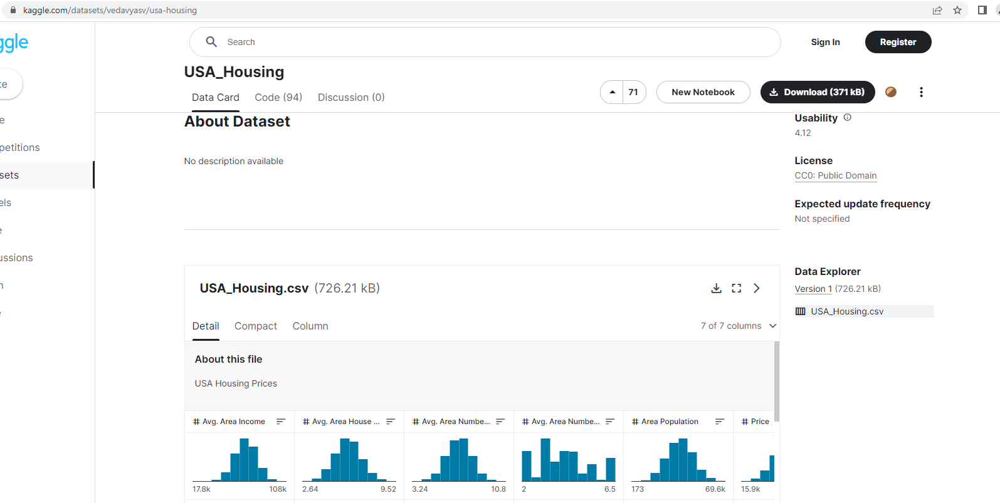 kaggle.com/datasets/vedavyasv/usa-housing
ggle
Search
Sign In
Register
USA_Housing
te
Data Card
Code (94)
Discussion (0)
71
New Notebook
Download (371 kB)
About Dataset
Usability
4.12
e
petitions
sets
els
e
ussions
n
e
No description available
License
CC0: Public Domain
Expected update frequency
Not specified
USA_Housing.csv (726.21 kB)
Data Explorer
Version 1 (726.21 kB)
USA_Housing.csv
Detail
Compact
Column
7 of 7 columns
About this file
USA Housing Prices
# Avg. Area Income
# Avg. Area House ...
# Avg. Area Numbe...
# Avg. Area Numbe...
# Area Population
# Price
17.8k 108k
2.64 9.52
3.24 10.8
2 6.5
173 69.6k
15.9k